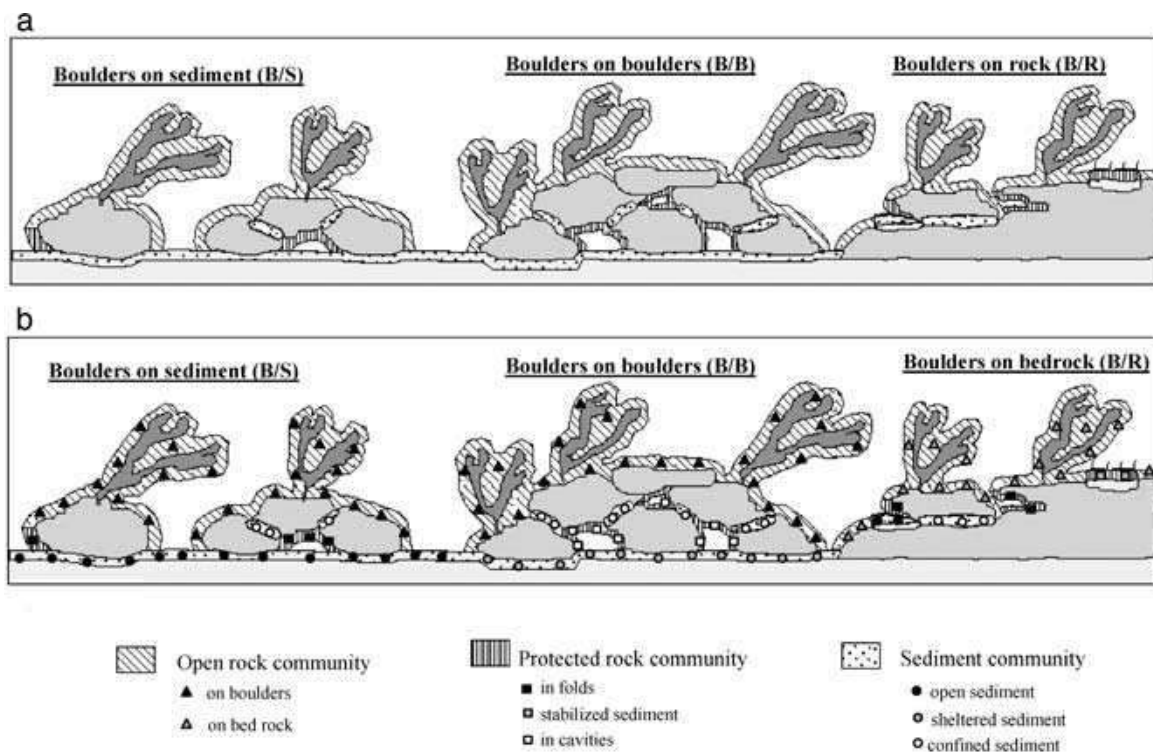 a
Boulders on sediment (B/S)
Boulders on boulders (B/B)
Boulders on rock (B/R)
b
Boulders on sediment (B/S)
Boulders on boulders (B/B)
Boulders on bedrock (B/R)
Open rock community
on boulders
on bed rock
Protected rock community
in folds
stabilized sediment
in cavities
Sediment community
open sediment
sheltered sediment
confined sediment